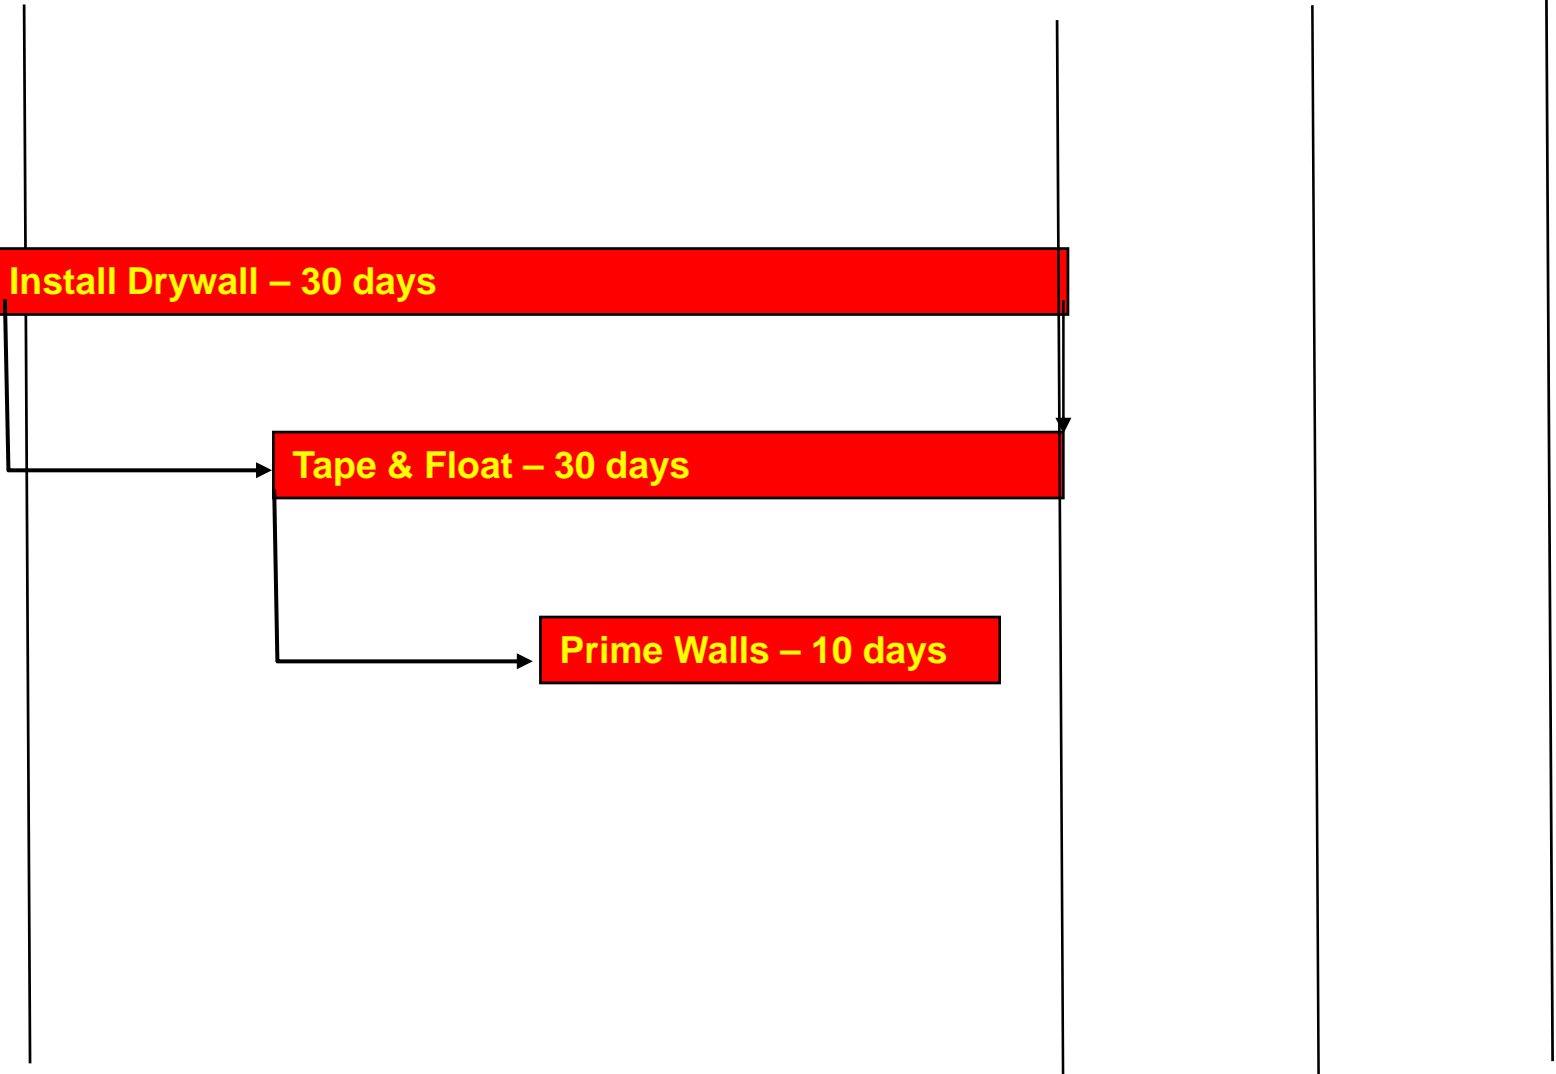 Install Drywall – 30 days
Tape & Float – 30 days
Prime Walls – 10 days